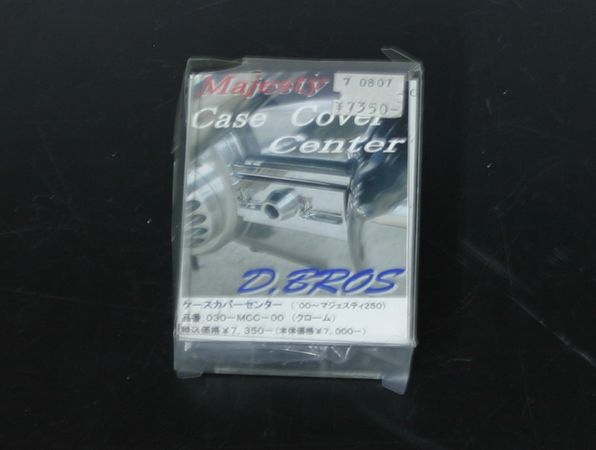 Majesty
7 0807
¥7350-
Case Cover
Center
D,BROS
ケースカバーセンター （'00～マジェスティ250）
品番 030-MCC-00 （クローム）
税込価格¥7,350-（本体価格¥7,000-）